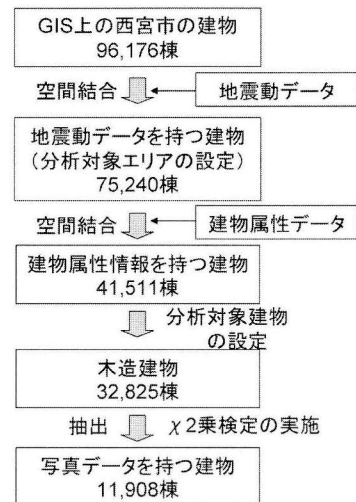 GIS上の西宮市の建物
96,176棟
空間結合
地震動データ
地震動データを持つ建物
(分析対象エリアの設定)
75,240棟
空間結合
建物属性データ
建物属性情報を持つ建物
41,511棟
分析対象建物
の設定
木造建物
32,825棟
抽出
χ2乗検定の実施
写真データを持つ建物
11,908棟